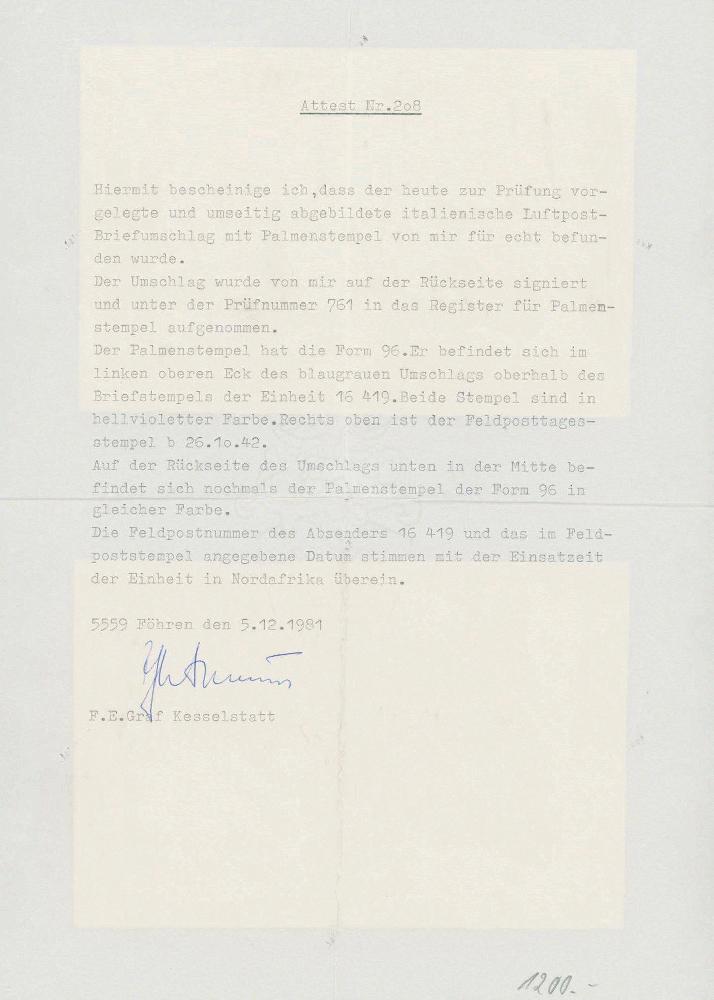 Attest Nr.2o8
Hiermit bescheinige ich,dass der heute zur Prüfung vor-
gelegte und umseitig abgebildete italienische Luftpost-
Briefumschlag mit Palmenstempel von mir für echt befun-
den wurde.
Der Umschlag wurde von mir auf der Rückseite signiert
und unter der Prüfnummer 761 in das Register für Palmen-
stempel aufgenommen.
Der Palmenstempel hat die Form 96.Er befindet sich im
linken oberen Eck des blaugrauen Umschlags oberhalb des
Briefstempels der Einheit 16 419.Beide Stempel sind in
hellvioletter Farbe.Rechts oben ist der Feldposttages-
stempel b 26.1o.42.
Auf der Rückseite des Umschlags unten in der Mitte be-
findet sich nochmals der Palmenstempel der Form 96 in
gleicher Farbe.
Die Feldpostnummer des Absenders 16 419 und das im Feld-
poststempel angegebene Datum stimmen mit der Einsatzzeit
der Einheit in Nordafrika überein.
5559 Föhren den 5.12.1981
F.E.Graf Kesselstatt
1200.-